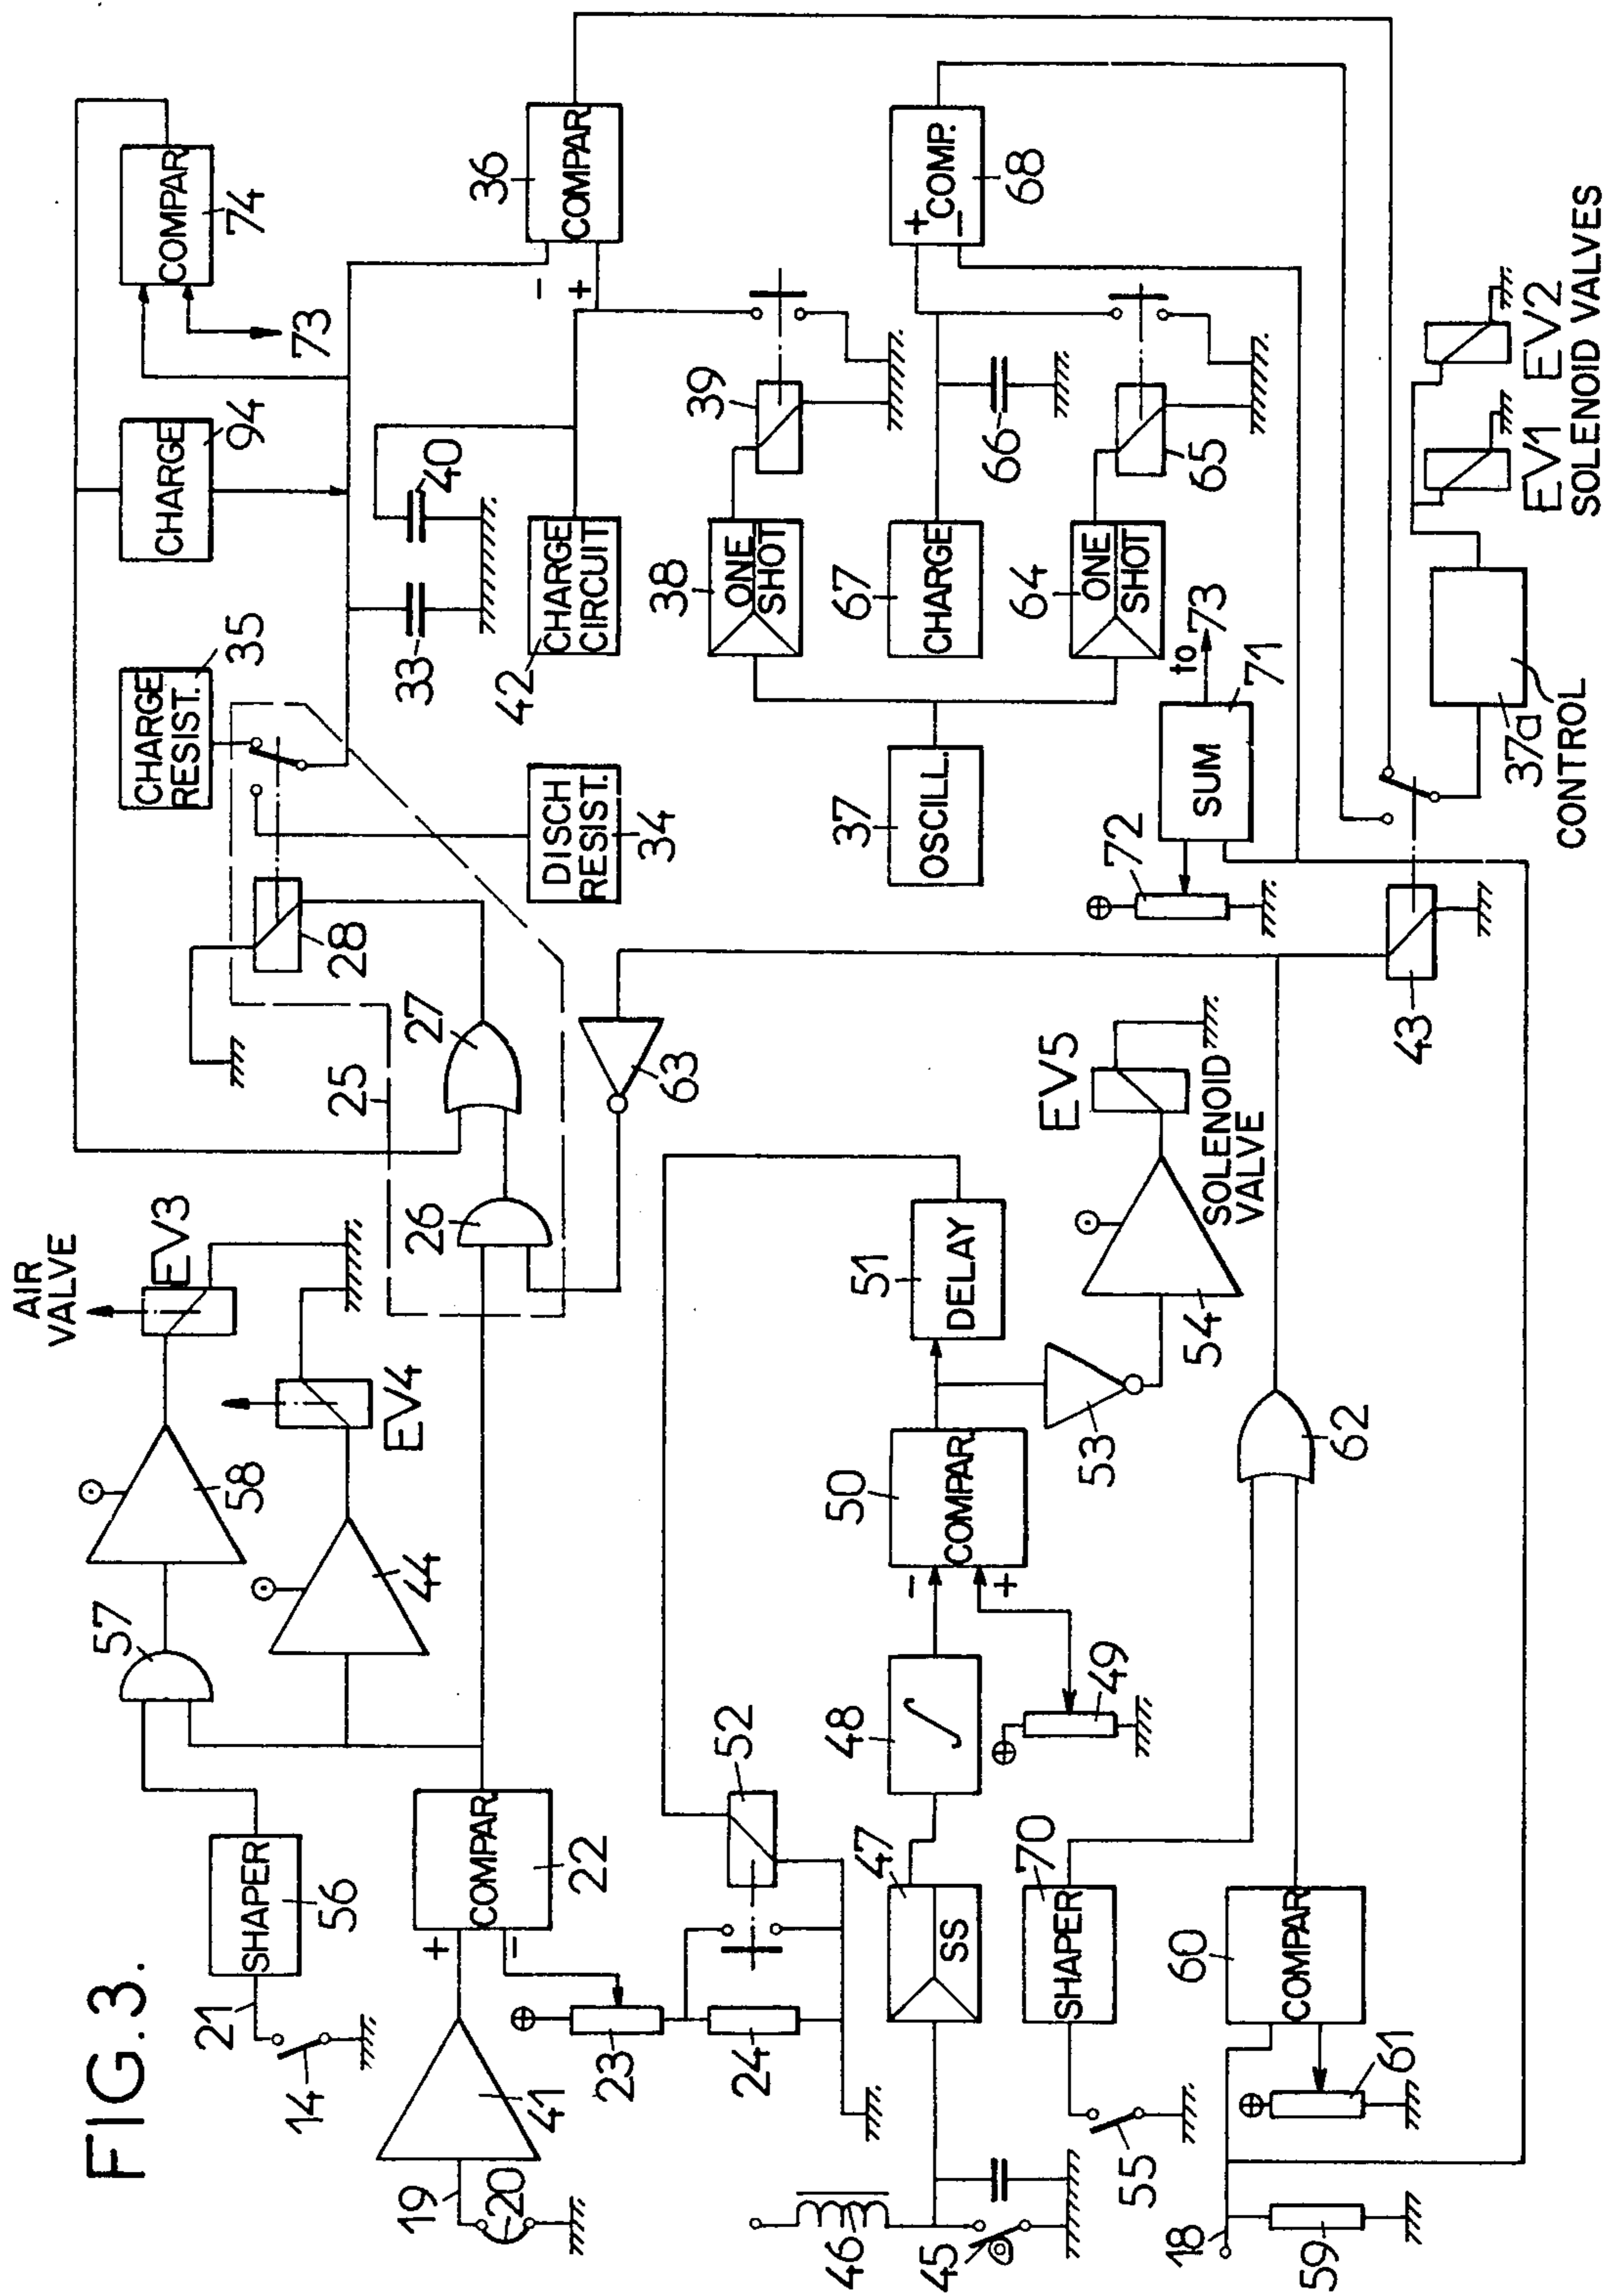 FIG.3.
AIR
VALVE
EV3
EV4
57
58
44
SHAPER
56
21
14
COMPAR
22
+
-
41
19
20
23
24
52
25
26
27
28
63
CHARGE
RESIST.
35
DISCH
RESIST.
34
CHARGE
94
COMPAR
74
73
33
40
CHARGE
CIRCUIT
42
-
+
COMPAR
36
ONE
SHOT
38
39
OSCILL.
37
CHARGE
67
66
+
-
COMP.
68
ONE
SHOT
64
65
SUM
71
to 73
72
46
45
SS
47
48
49
-
+
COMPAR
50
DELAY
51
53
54
EV5
SOLENOID
VALVE
SHAPER
70
55
COMPAR
60
61
18
59
62
43
37a
CONTROL
EV1 EV2
SOLENOID VALVES